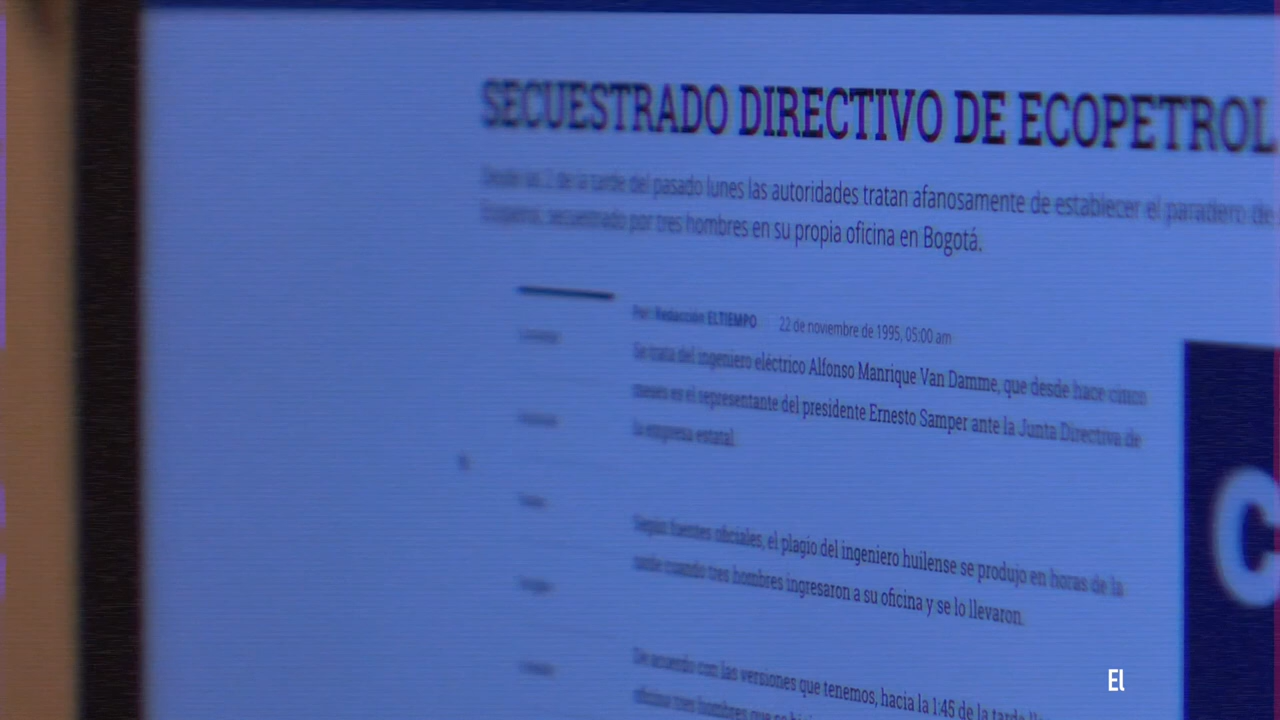 SECUESTRADO DIRECTIVO DE ECOPETROL
Desde las 2 de la tarde del pasado lunes las autoridades tratan afanosamente de establecer el paradero de
Ecopetrol, secuestrado por tres hombres en su propia oficina en Bogotá.
Por: Redacción ELTIEMPO 22 de noviembre de 1995, 05:00 am
Se trata del ingeniero eléctrico Alfonso Manrique Van Damme, que desde hace cinco
meses es el representante del presidente Ernesto Samper ante la Junta Directiva de
la empresa estatal.
Según fuentes oficiales, el plagio del ingeniero huilense se produjo en horas de la
tarde cuando tres hombres ingresaron a su oficina y se lo llevaron.
De acuerdo con las versiones que tenemos, hacia la 1:45 de la tarde
tres hombres que se
C
El